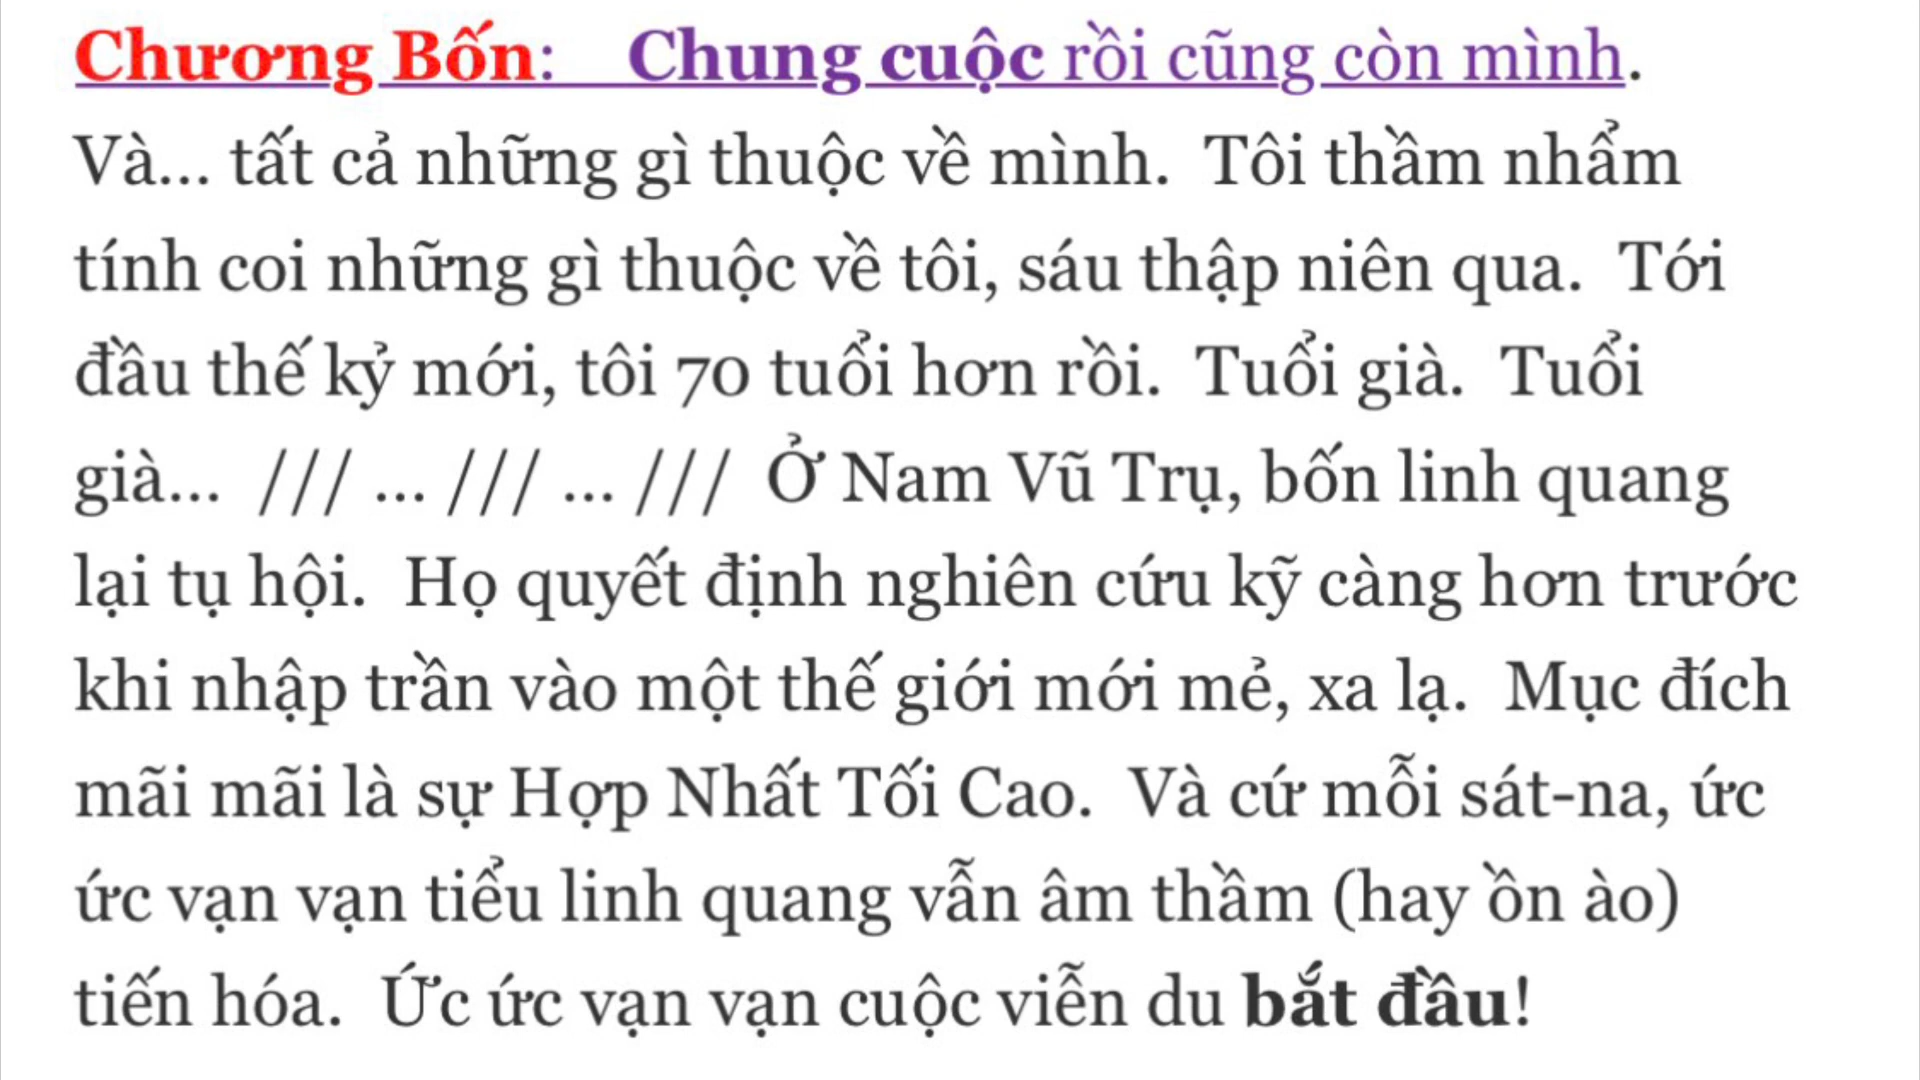 Chương Bốn:    Chung cuộc rồi cũng còn mình.
Và... tất cả những gì thuộc về mình.  Tôi thầm nhẩm
tính coi những gì thuộc về tôi, sáu thập niên qua.  Tới
đầu thế kỷ mới, tôi 70 tuổi hơn rồi.  Tuổi già.  Tuổi
già...  /// ... /// ... ///  Ở Nam Vũ Trụ, bốn linh quang
lại tụ hội.  Họ quyết định nghiên cứu kỹ càng hơn trước
khi nhập trần vào một thế giới mới mẻ, xa lạ.  Mục đích
mãi mãi là sự Hợp Nhất Tối Cao.  Và cứ mỗi sát-na, ức
ức vạn vạn tiểu linh quang vẫn âm thầm (hay ồn ào)
tiến hóa.  Ức ức vạn vạn cuộc viễn du bắt đầu!